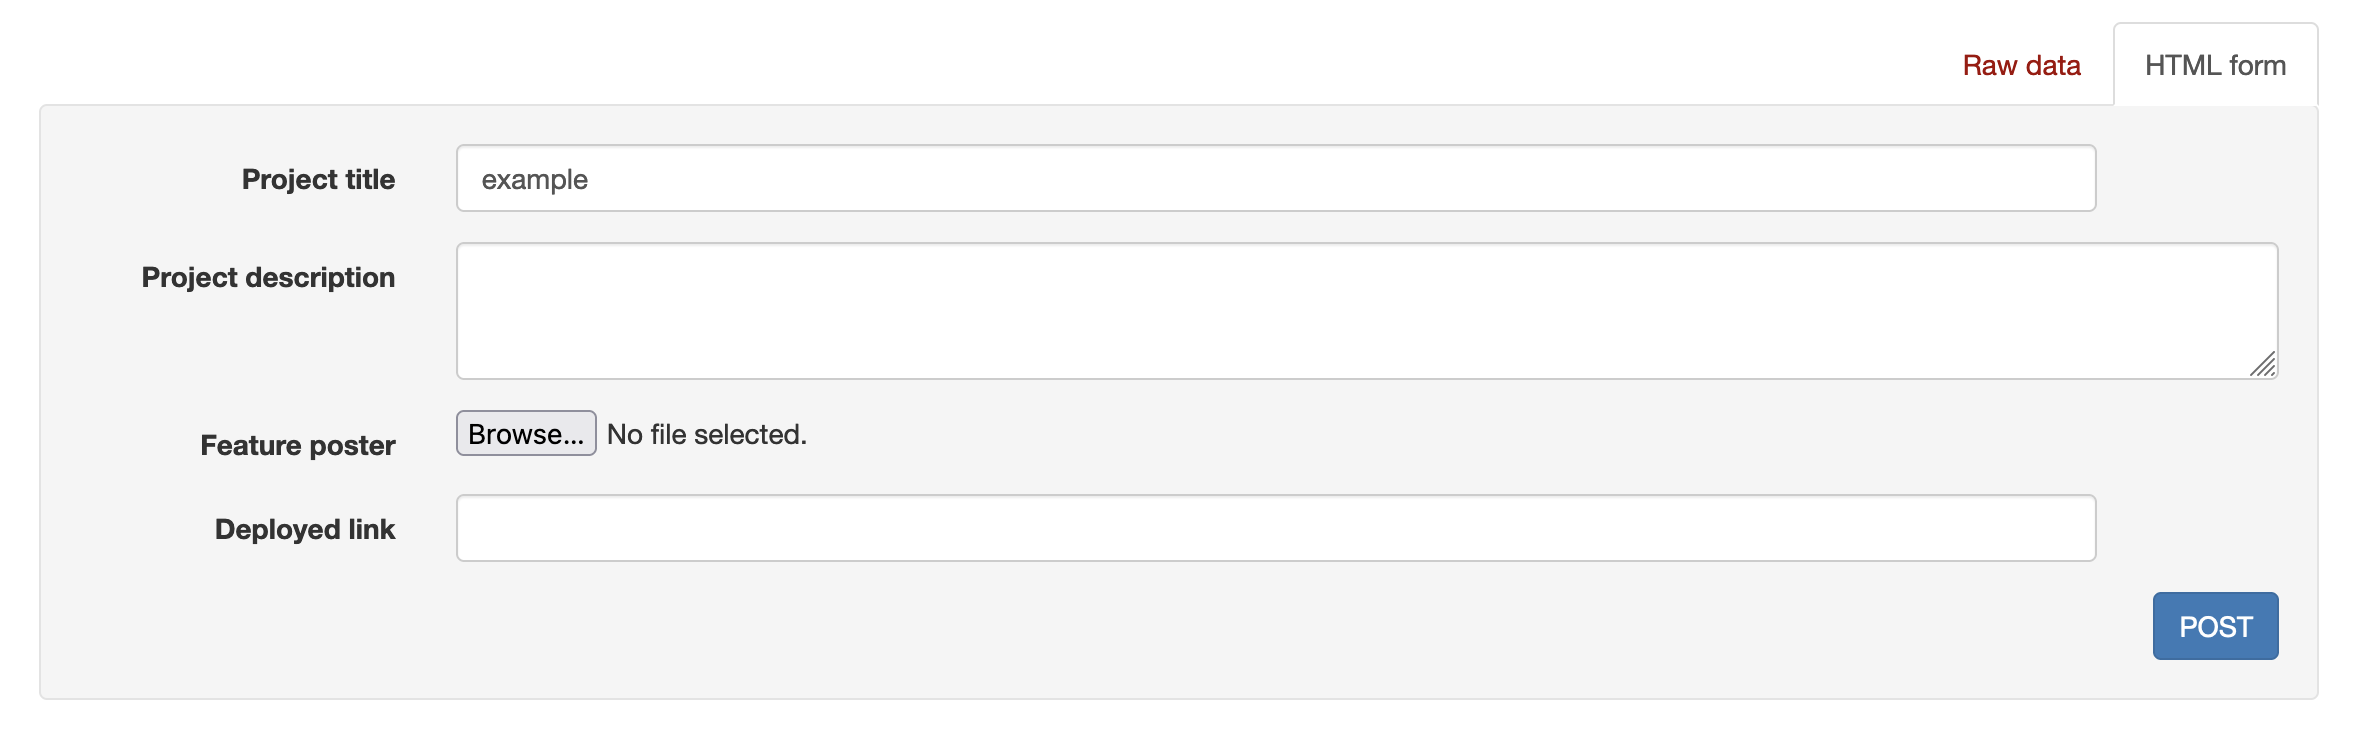 Raw data
HTML form
Project title
example
Project description
Feature poster
Browse... No file selected.
Deployed link
POST